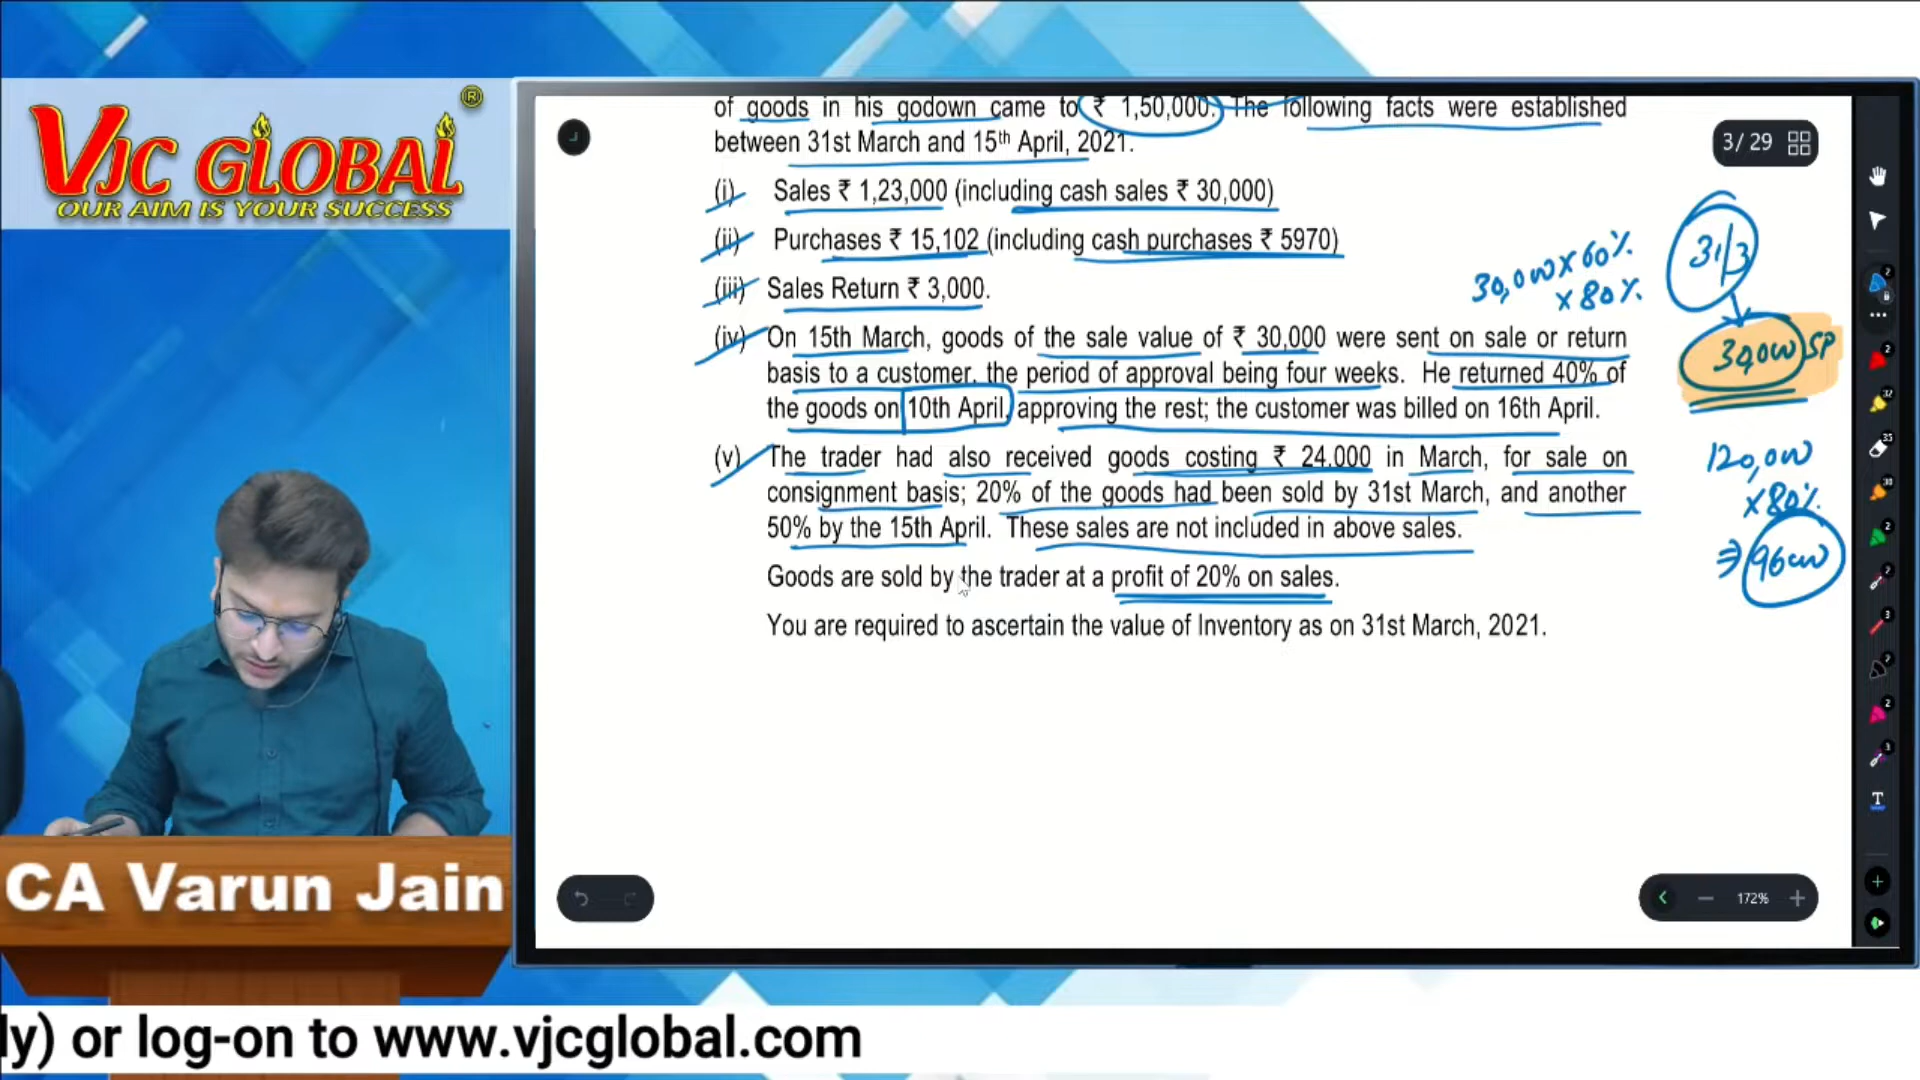 VJC GLOBAL ®
OUR AIM IS YOUR SUCCESS
of goods in his godown came to ₹ 1,50,000. The following facts were established
between 31st March and 15th April, 2021.
(i) Sales ₹ 1,23,000 (including cash sales ₹ 30,000)
(ii) Purchases ₹ 15,102 (including cash purchases ₹ 5970)
(iii) Sales Return ₹ 3,000.
(iv) On 15th March, goods of the sale value of ₹ 30,000 were sent on sale or return
basis to a customer, the period of approval being four weeks. He returned 40% of
the goods on 10th April, approving the rest; the customer was billed on 16th April.
(v) The trader had also received goods costing ₹ 24,000 in March, for sale on
consignment basis; 20% of the goods had been sold by 31st March, and another
50% by the 15th April. These sales are not included in above sales.
Goods are sold by the trader at a profit of 20% on sales.
You are required to ascertain the value of Inventory as on 31st March, 2021.
3/ 29
30,000 x 60%
x 80%
31/3
SP
120,000
x 80%
⇒
T
172%
CA Varun Jain
ly) or log-on to www.vjcglobal.com